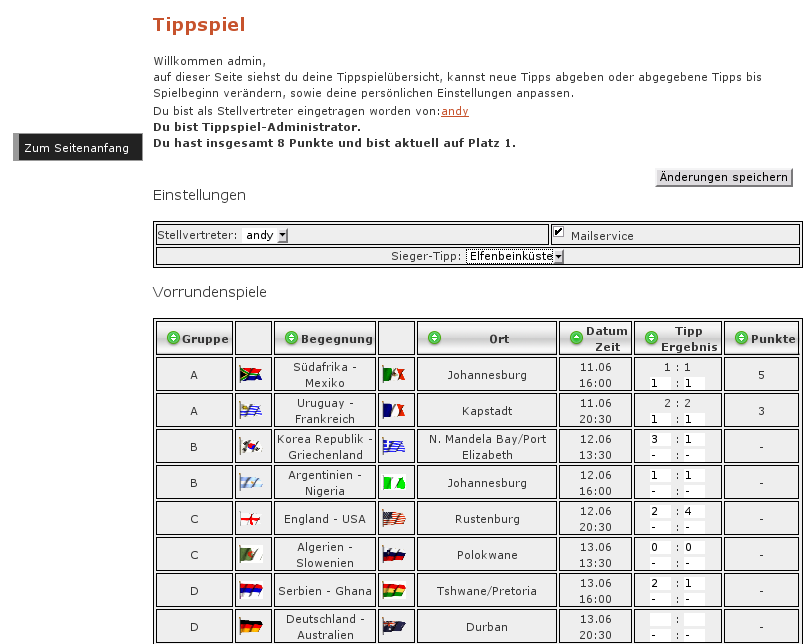 Tippspiel
Willkommen admin,
auf dieser Seite siehst du deine Tippspielübersicht, kannst neue Tipps abgeben oder abgegebene Tipps bis
Spielbeginn verändern, sowie deine persönlichen Einstellungen anpassen.
Du bist als Stellvertreter eingetragen worden von:andy
Du bist Tippspiel-Administrator.
Du hast insgesamt 8 Punkte und bist aktuell auf Platz 1.
Zum Seitenanfang
Änderungen speichern
Einstellungen
Stellvertreter: andy Mailservice
Sieger-Tipp: Elfenbeinküste
Vorrundenspiele
Gruppe Begegnung Ort Datum Zeit Tipp Ergebnis Punkte
A Südafrika - Mexiko Johannesburg 11.06 16:00 1 : 1 1 : 1 5
A Uruguay - Frankreich Kapstadt 11.06 20:30 2 : 2 1 : 1 3
B Korea Republik - Griechenland N. Mandela Bay/Port Elizabeth 12.06 13:30 3 : 1 - : - -
B Argentinien - Nigeria Johannesburg 12.06 16:00 1 : 1 - : - -
C England - USA Rustenburg 12.06 20:30 2 : 4 - : - -
C Algerien - Slowenien Polokwane 13.06 13:30 0 : 0 - : - -
D Serbien - Ghana Tshwane/Pretoria 13.06 16:00 2 : 1 - : - -
D Deutschland - Australien Durban 13.06 20:30 : - : - -